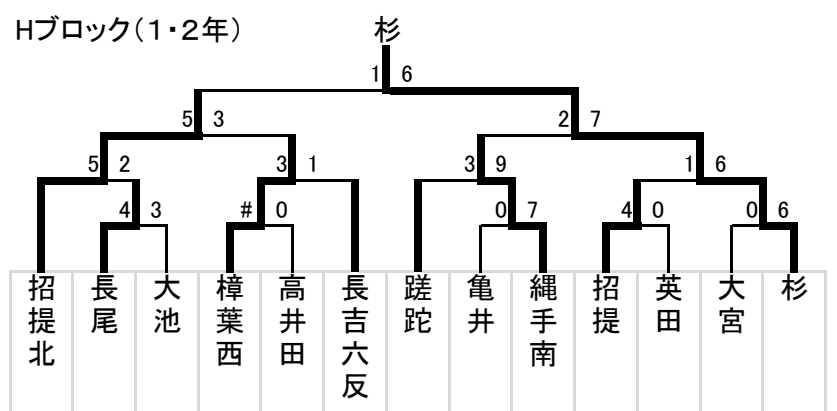 Hブロック（１・２年）
杉
1 6
5 3 2 7
5 2 3 1 3 9 1 6
4 3 # 0 0 7 4 0 0 6
招提北
長尾
大池
樟葉西
高井田
長吉六反
蹉跎
亀井
縄手南
招提
英田
大宮
杉